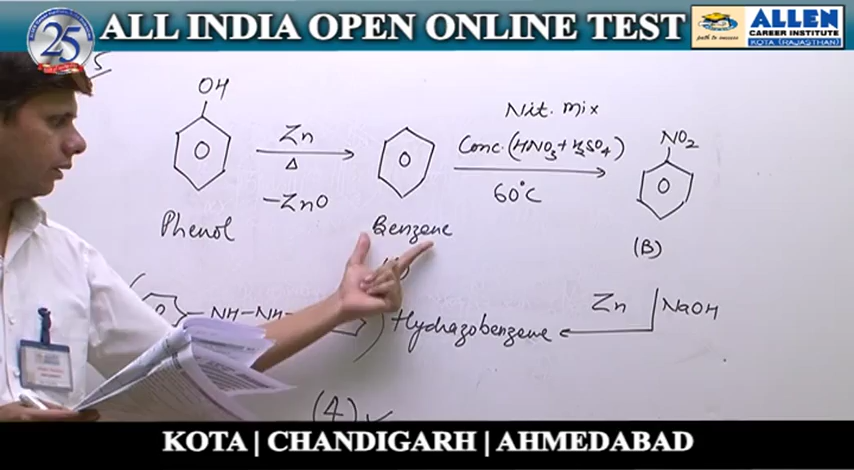 25
ALL INDIA OPEN ONLINE TEST
path to success
ALLEN
CAREER INSTITUTE
KOTA (RAJASTHAN)
OH
Zn
Δ
-ZnO
Phenol
Benzene
Nit. mix
Conc. (HNO3 + H2SO4)
60°C
NO2
(B)
Zn NaOH
Hydrazobenzene
NH-NH-
(4) ✓
KOTA | CHANDIGARH | AHMEDABAD